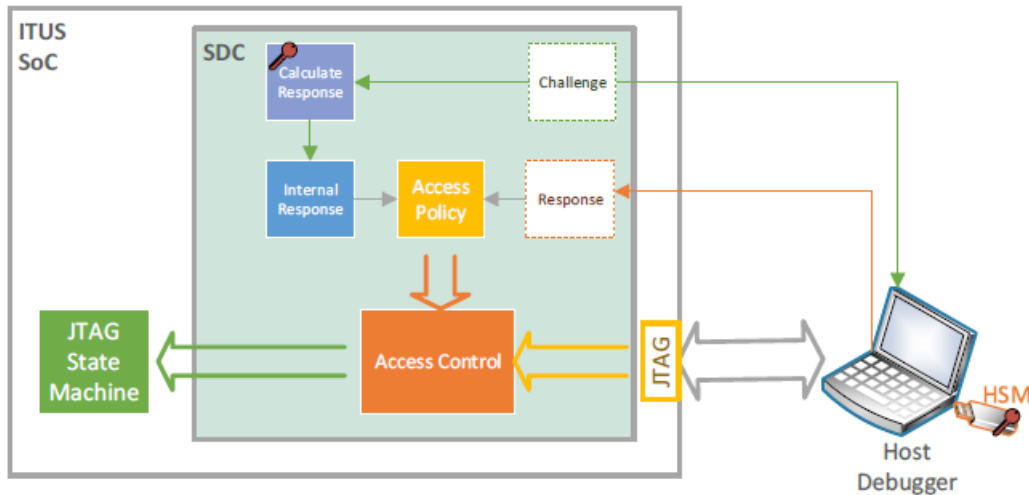 ITUS
SoC
SDC
Calculate
Response
Challenge
Internal
Response
Access
Policy
Response
JTAG
State
Machine
Access Control
JTAG
HSM
Host
Debugger